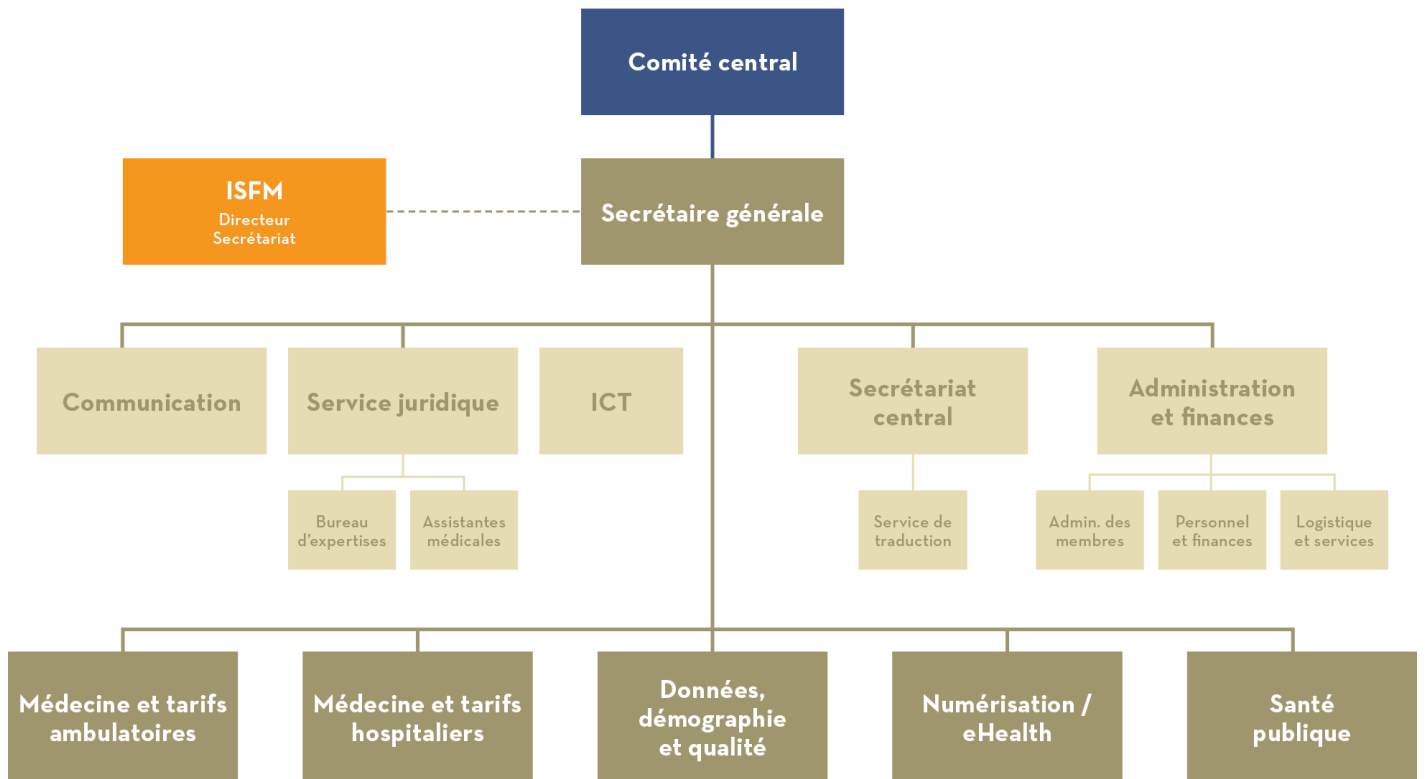 Comité central
ISFM
Directeur
Secrétariat
Secrétaire générale
Communication
Service juridique
ICT
Secrétariat
central
Administration
et finances
Bureau
d'expertises
Assistantes
médicales
Service de
traduction
Admin. des
membres
Personnel
et finances
Logistique
et services
Médecine et tarifs
ambulatoires
Médecine et tarifs
hospitaliers
Données,
démographie
et qualité
Numérisation /
eHealth
Santé
publique